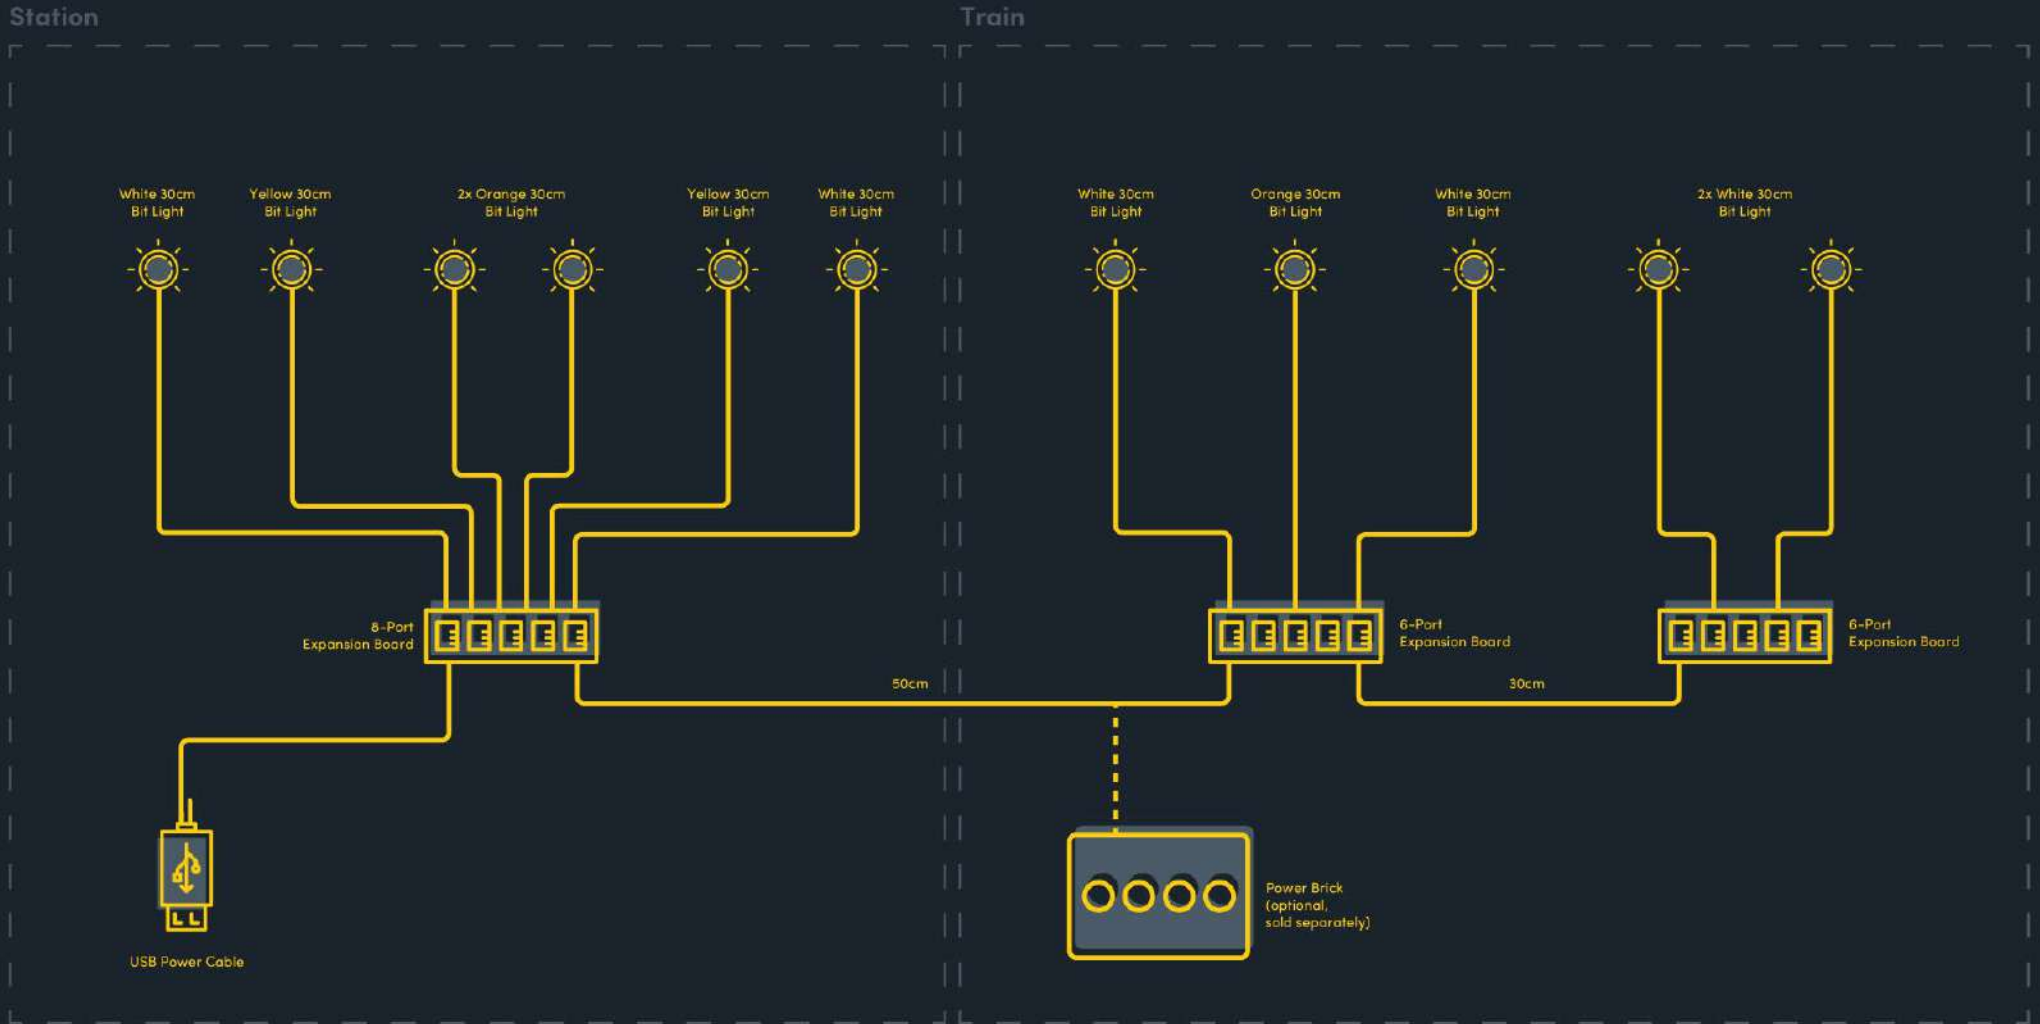 Station
Train
White 30cm
Bit Light
Yellow 30cm
Bit Light
2x Orange 30cm
Bit Light
Yellow 30cm
Bit Light
White 30cm
Bit Light
White 30cm
Bit Light
Orange 30cm
Bit Light
White 30cm
Bit Light
2x White 30cm
Bit Light
8-Port
Expansion Board
6-Port
Expansion Board
6-Port
Expansion Board
50cm
30cm
Power Brick
(optional,
sold separately)
USB Power Cable